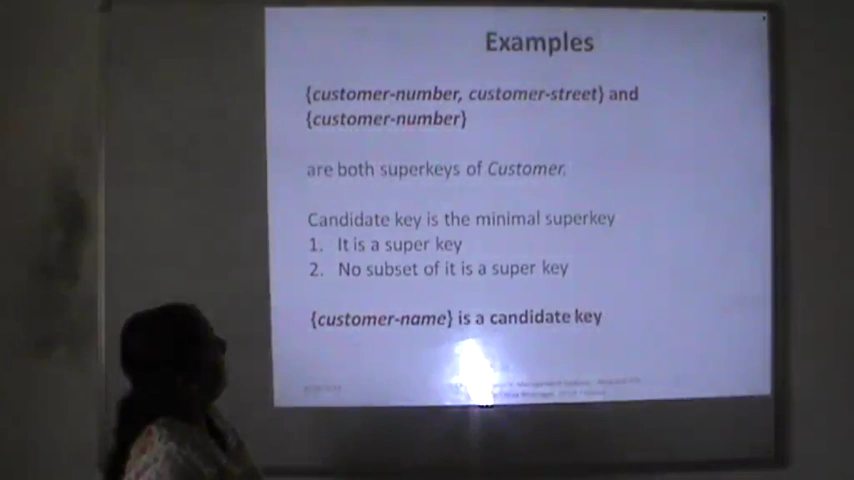 Examples
{customer-number, customer-street} and
{customer-number}
are both superkeys of Customer.
Candidate key is the minimal superkey
1. It is a super key
2. No subset of it is a super key
{customer-name} is a candidate key